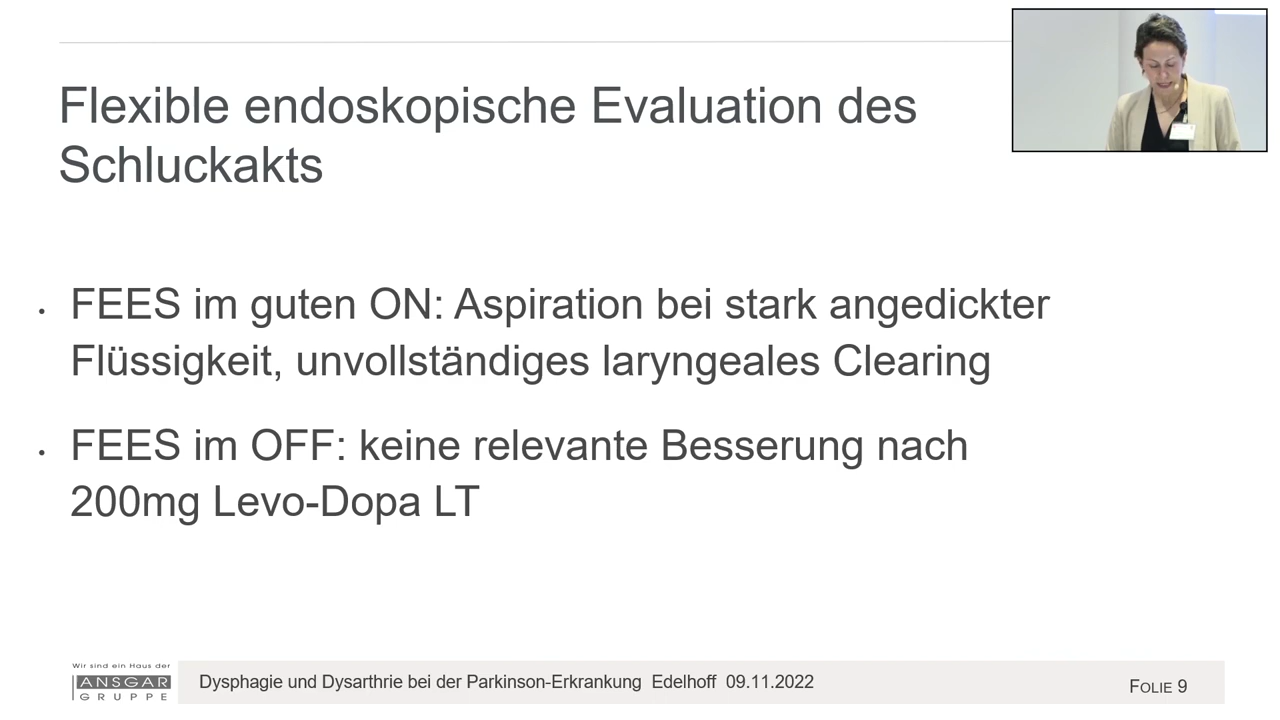 Flexible endoskopische Evaluation des
Schluckakts
• FEES im guten ON: Aspiration bei stark angedickter
Flüssigkeit, unvollständiges laryngeales Clearing
• FEES im OFF: keine relevante Besserung nach
200mg Levo-Dopa LT
Wir sind ein Haus der
ANSGAR
GRUPPE
Dysphagie und Dysarthrie bei der Parkinson-Erkrankung Edelhoff 09.11.2022
FOLIE 9